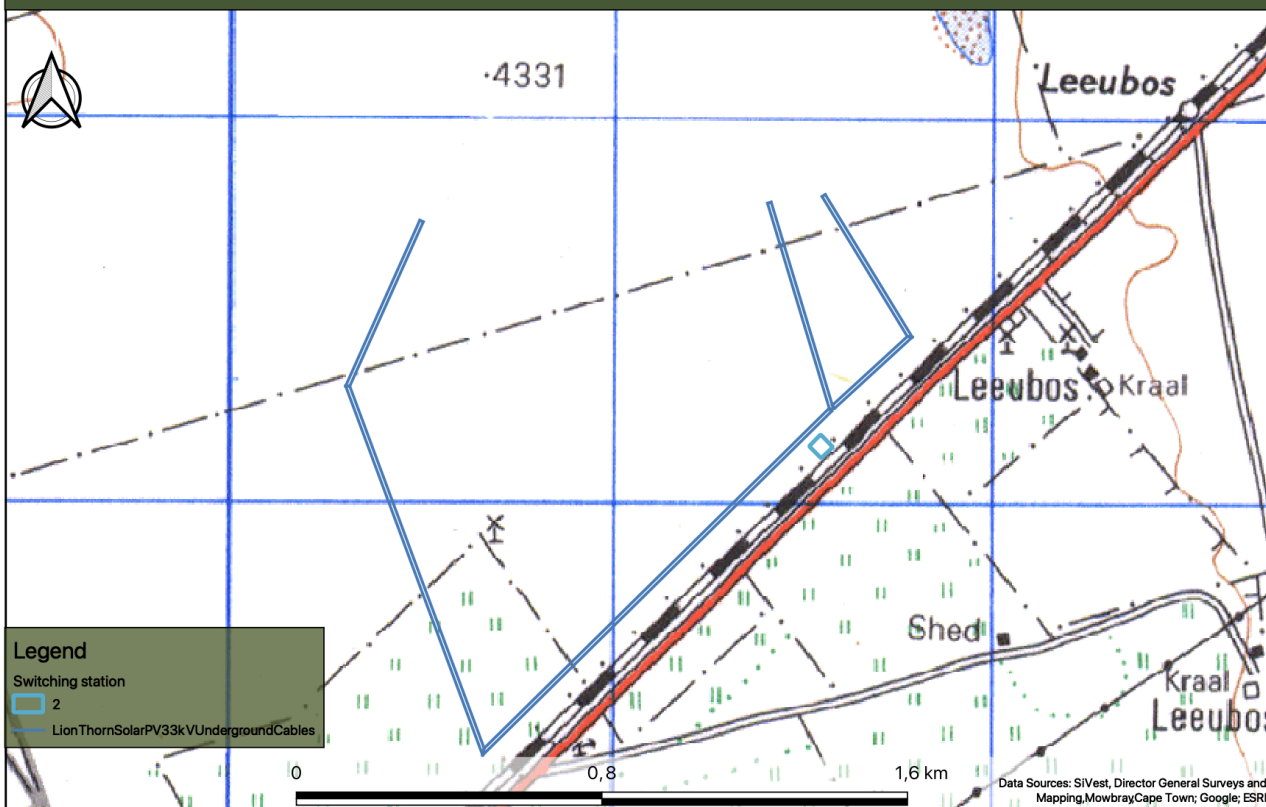 ·4331
Leeubos
Leeubos
Kraal
Shed
Kraal
Leeubos
Legend
Switching station
2
LionThornSolarPV33kVUndergroundCables
0 0,8 1,6 km
Data Sources: SiVest, Director General Surveys and
Mapping,Mowbray,Cape Town; Google; ESRI